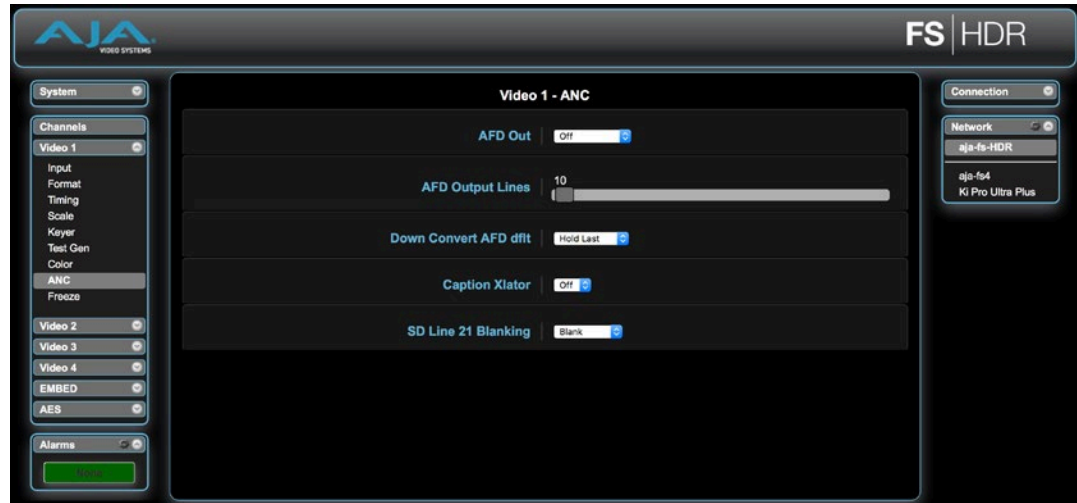 AJA
VIDEO SYSTEMS
FS|HDR
System
Channels
Video 1
Input
Format
Timing
Scale
Keyer
Test Gen
Color
ANC
Freeze
Video 2
Video 3
Video 4
EMBED
AES
Alarms
None
Video 1 - ANC
AFD Out Off
AFD Output Lines 10
Down Convert AFD dflt Hold Last
Caption Xlator Off
SD Line 21 Blanking Blank
Connection
Network
aja-fs-HDR
aja-fs4
Ki Pro Ultra Plus